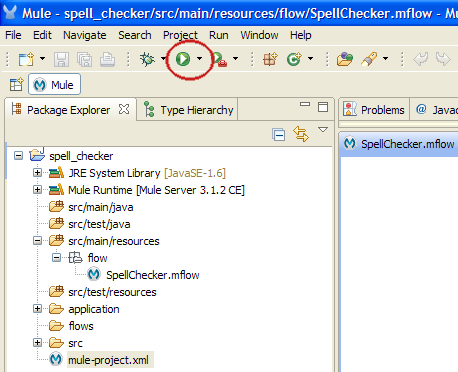 Mule - spell_checker/src/main/resources/flow/SpellChecker.mflow - Mu
File Edit Navigate Search Project Run Window Help
Mule
Package Explorer Type Hierarchy
Problems @ Javad
SpellChecker.mflow
spell_checker
JRE System Library [JavaSE-1.6]
Mule Runtime [Mule Server 3.1.2 CE]
src/main/java
src/test/java
src/main/resources
flow
SpellChecker.mflow
src/test/resources
application
flows
src
mule-project.xml